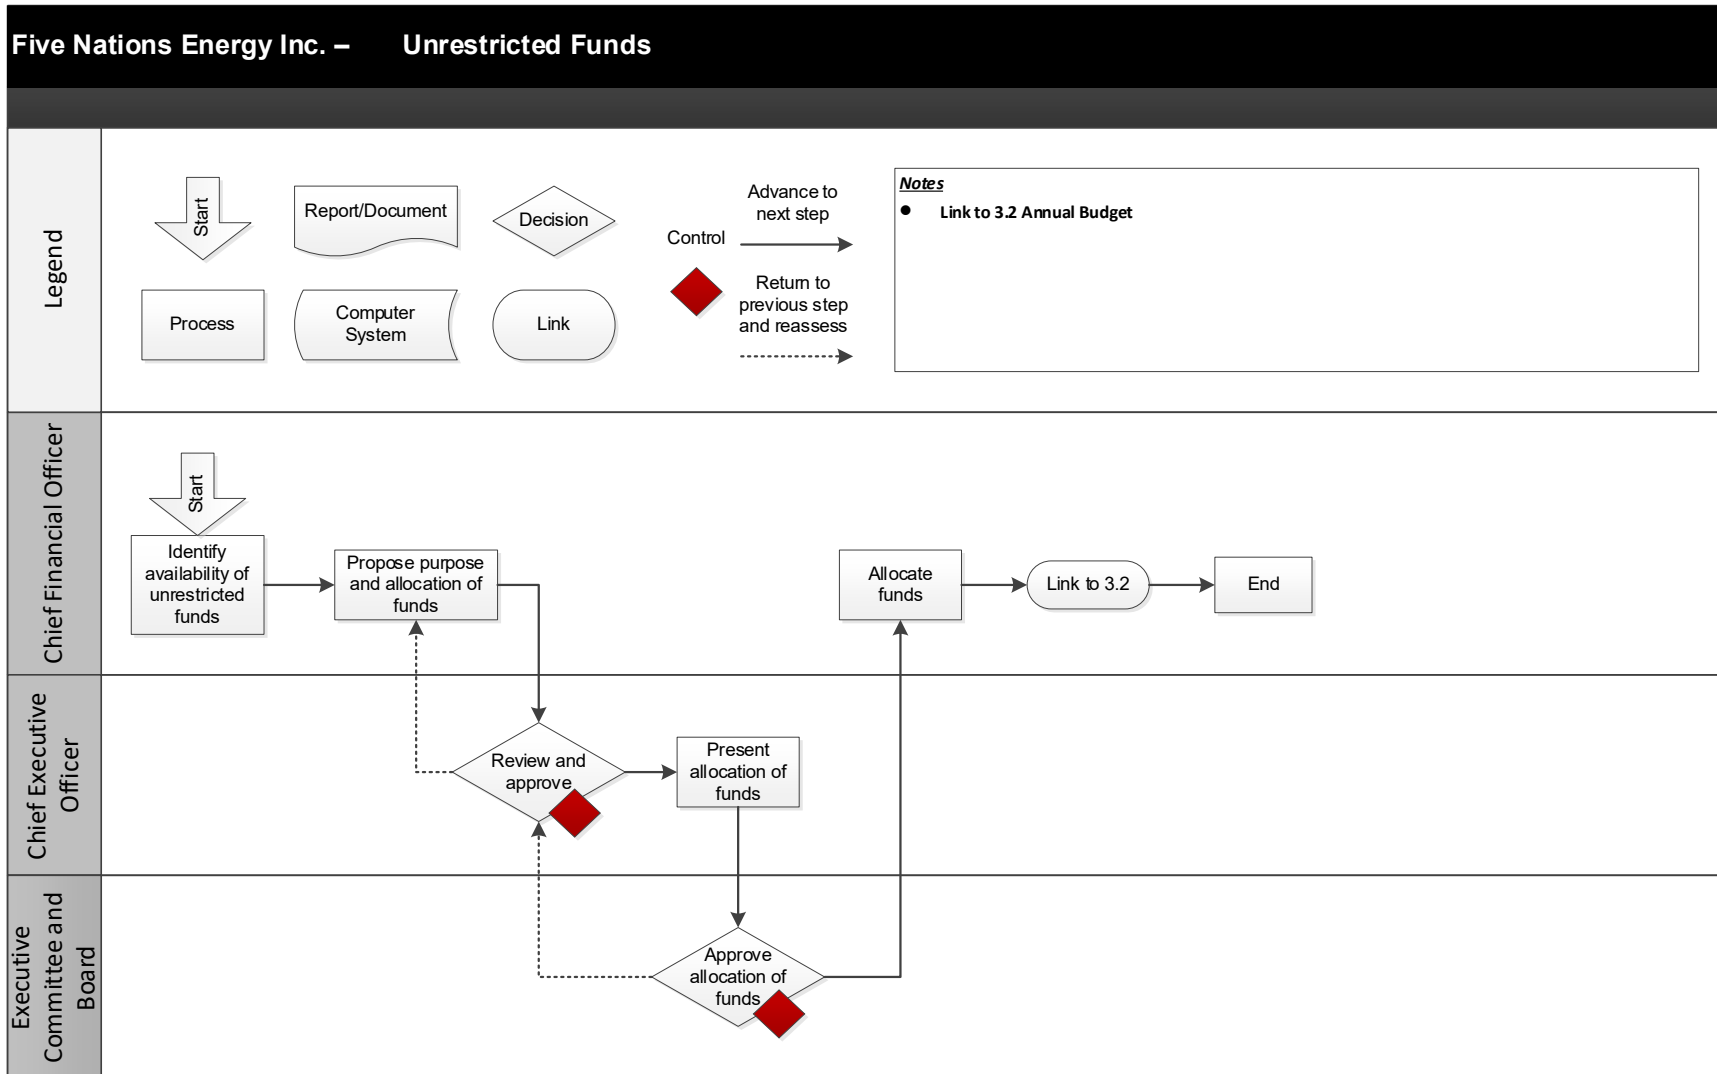 Five Nations Energy Inc. – Unrestricted Funds
Legend
Start
Report/Document
Decision
Process
Computer
System
Link
Control
Advance to
next step
Return to
previous step
and reassess
Notes
● Link to 3.2 Annual Budget
Chief Financial Officer
Start
Identify
availability of
unrestricted
funds
Propose purpose
and allocation of
funds
Allocate
funds
Link to 3.2
End
Chief Executive
Officer
Review and
approve
Present
allocation of
funds
Executive
Committee and
Board
Approve
allocation of
funds